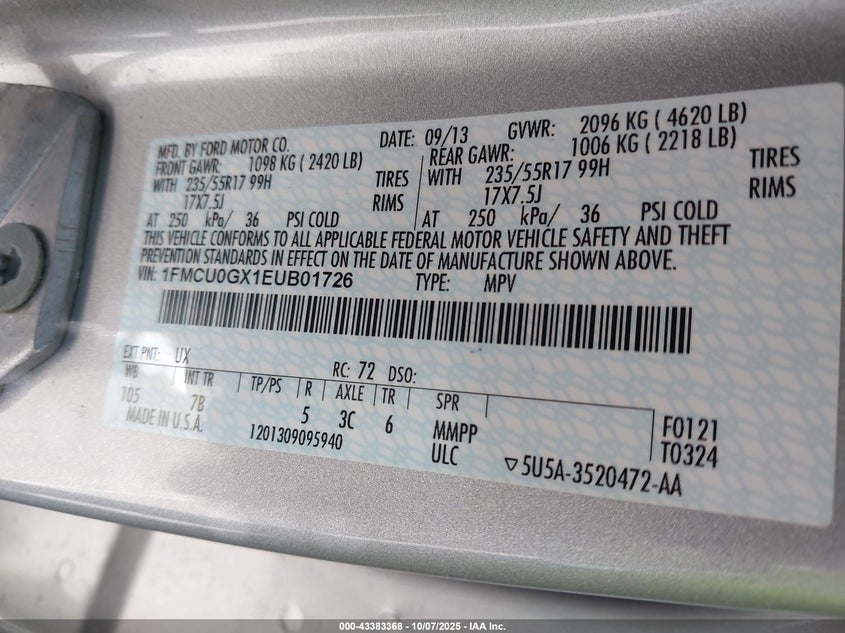 MFD. BY FORD MOTOR CO.
DATE: 09/13 GVWR: 2096 KG ( 4620 LB)
FRONT GAWR: 1098 KG ( 2420 LB)
WITH 235/55R17 99H TIRES
17X7.5J RIMS
AT 250 kPa/ 36 PSI COLD
REAR GAWR: 1006 KG ( 2218 LB)
WITH 235/55R17 99H TIRES
17X7.5J RIMS
AT 250 kPa/ 36 PSI COLD
THIS VEHICLE CONFORMS TO ALL APPLICABLE FEDERAL MOTOR VEHICLE SAFETY AND THEFT
PREVENTION STANDARDS IN EFFECT ON THE DATE OF MANUFACTURE SHOWN ABOVE.
VIN: 1FMCU0GX1EUB01726 TYPE: MPV
EXT PNT: UX RC: 72 DSO:
WB INT TR TP/PS R AXLE TR SPR
105 7B 5 3C 6 MMPP F0121
MADE IN U.S.A. 1201309095940 ULC T0324
▽5U5A-3520472-AA
000-43383368 - 10/07/2025 - IAA Inc.